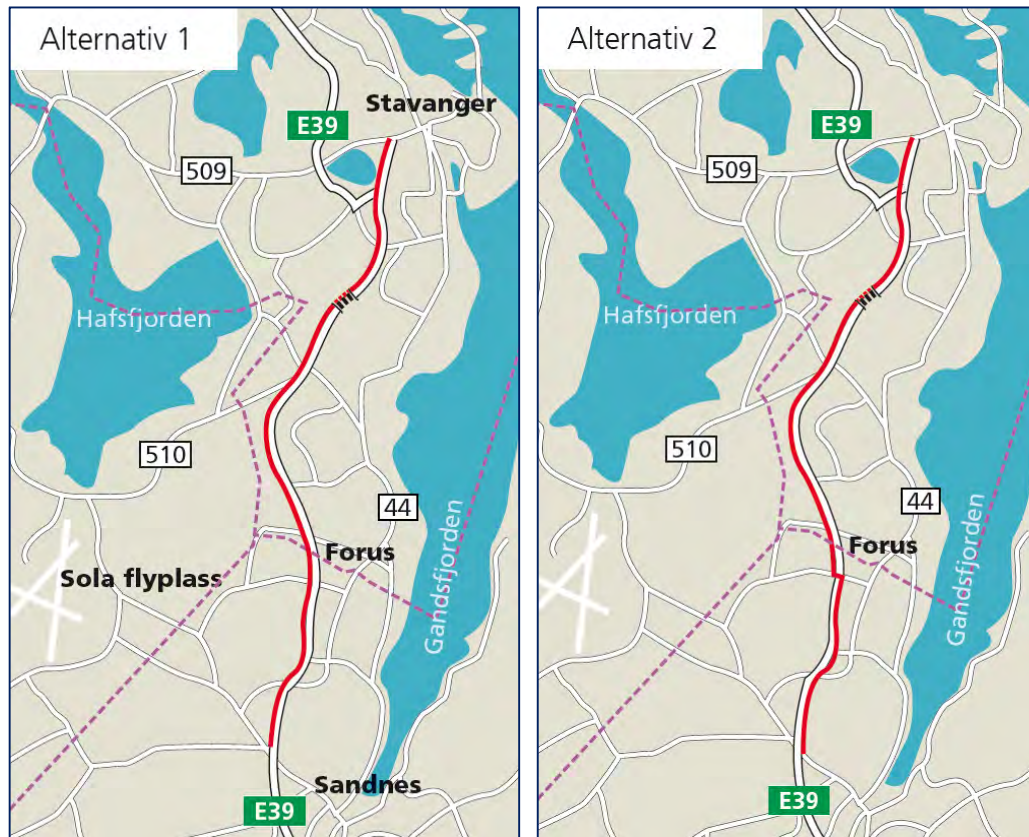 Alternativ 1
Stavanger
E39
509
Hafsfjorden
510
44
Forus
Sola flyplass
Gandsfjorden
Sandnes
E39
Alternativ 2
E39
509
Hafsfjorden
510
44
Forus
Gandsfjorden
E39